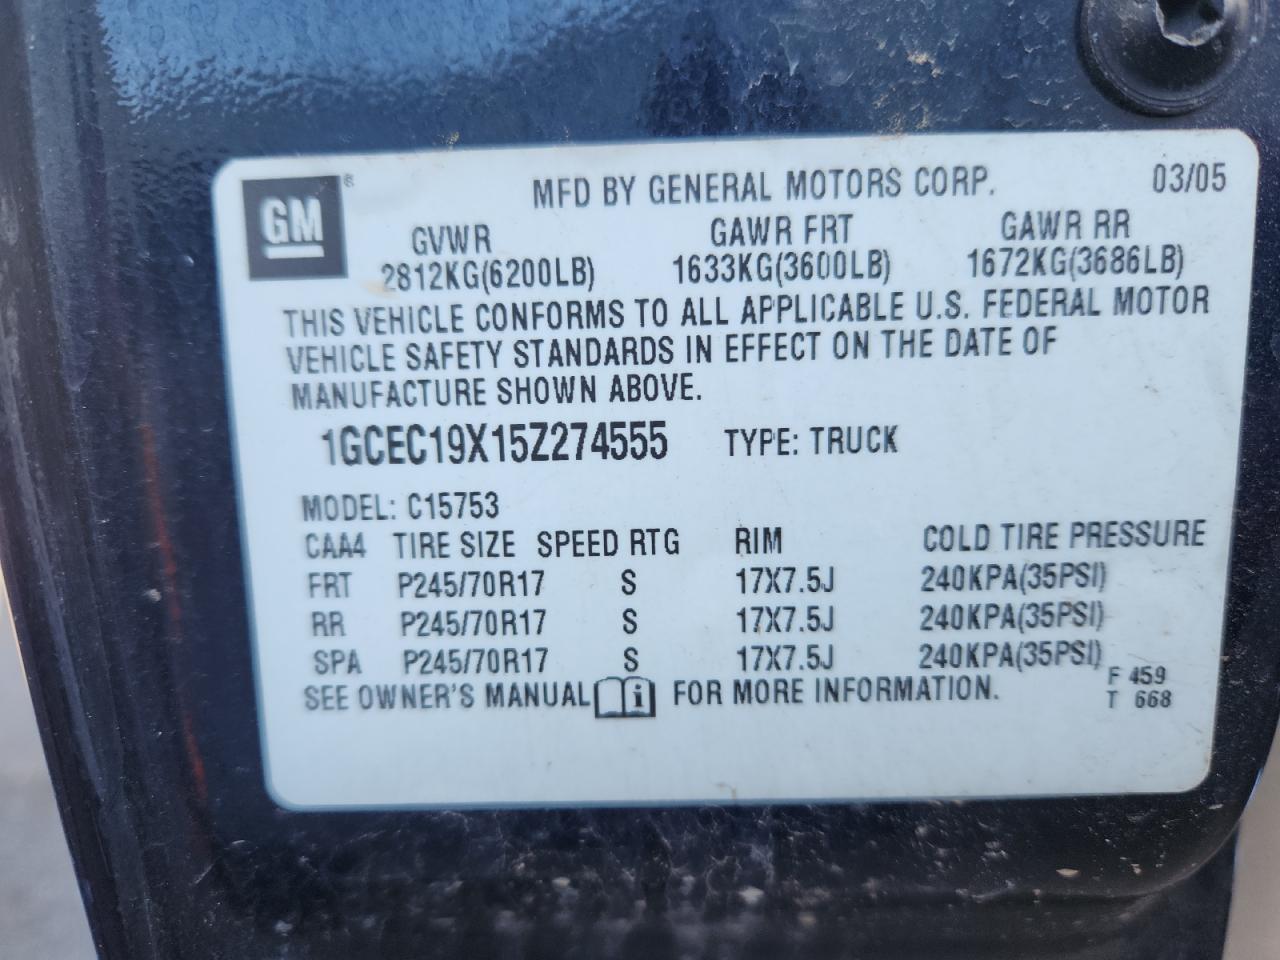 GM®
MFD BY GENERAL MOTORS CORP. 03/05
GVWR GAWR FRT GAWR RR
2812KG(6200LB) 1633KG(3600LB) 1672KG(3686LB)
THIS VEHICLE CONFORMS TO ALL APPLICABLE U.S. FEDERAL MOTOR
VEHICLE SAFETY STANDARDS IN EFFECT ON THE DATE OF
MANUFACTURE SHOWN ABOVE.
1GCEC19X15Z274555 TYPE: TRUCK
MODEL: C15753
CAA4 TIRE SIZE SPEED RTG RIM COLD TIRE PRESSURE
FRT P245/70R17 S 17X7.5J 240KPA(35PSI)
RR P245/70R17 S 17X7.5J 240KPA(35PSI)
SPA P245/70R17 S 17X7.5J 240KPA(35PSI)
SEE OWNER'S MANUAL i FOR MORE INFORMATION.
F 459
T 668